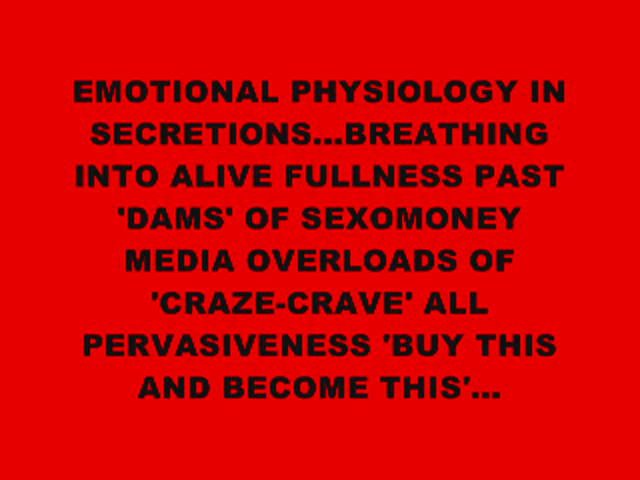 EMOTIONAL PHYSIOLOGY IN
SECRETIONS...BREATHING
INTO ALIVE FULLNESS PAST
'DAMS' OF SEXOMONEY
MEDIA OVERLOADS OF
'CRAZE-CRAVE' ALL
PERVASIVENESS 'BUY THIS
AND BECOME THIS'...